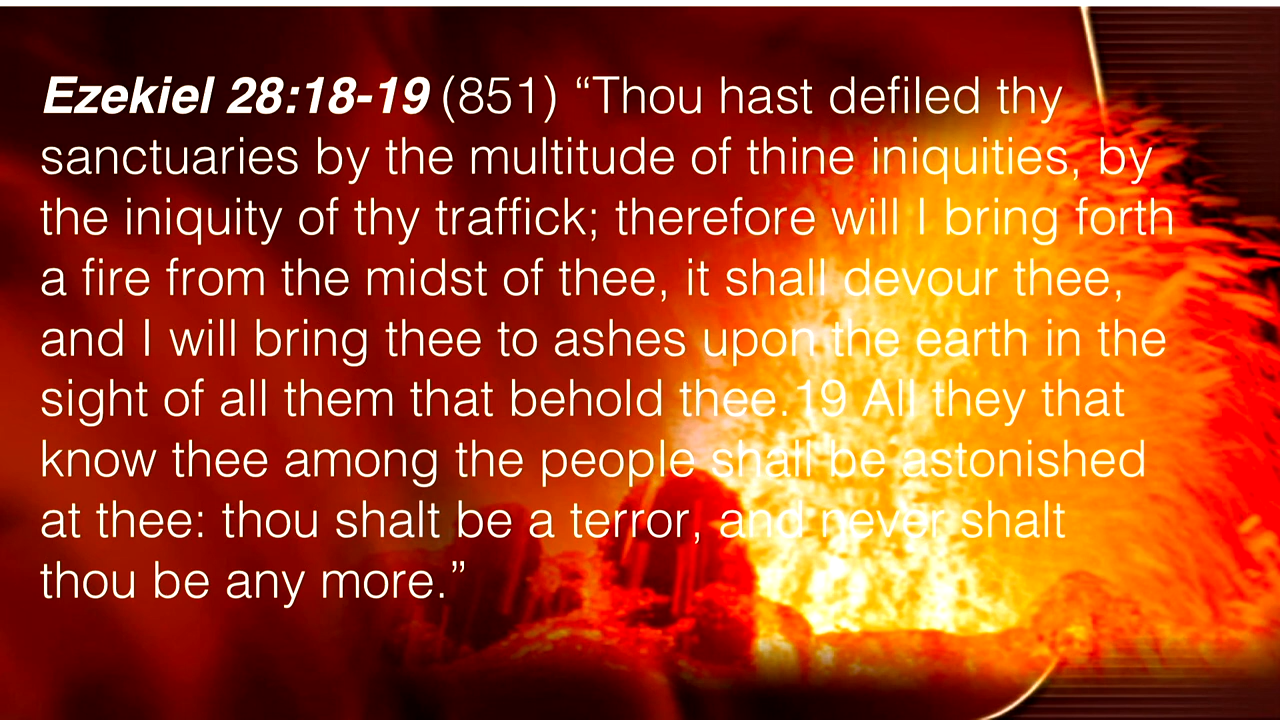 Ezekiel 28:18-19 (851) “Thou hast defiled thy
sanctuaries by the multitude of thine iniquities, by
the iniquity of thy traffick; therefore will I bring forth
a fire from the midst of thee, it shall devour thee,
and I will bring thee to ashes upon the earth in the
sight of all them that behold thee.19 All they that
know thee among the people shall be astonished
at thee: thou shalt be a terror, and never shalt
thou be any more.”